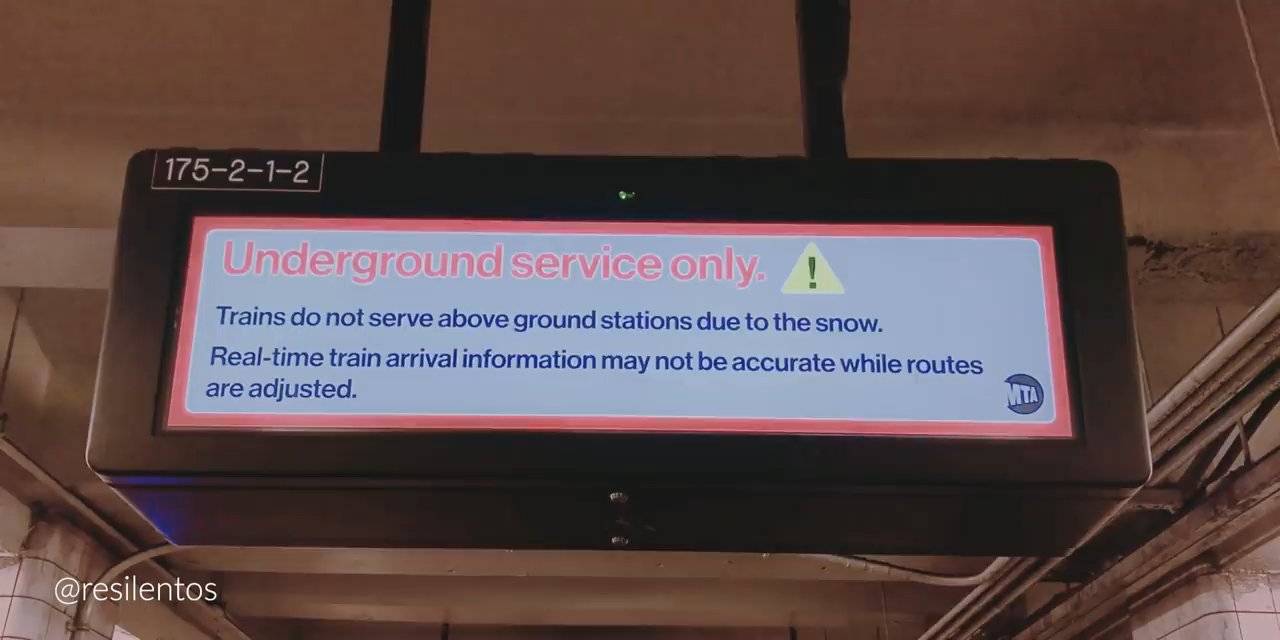 175-2-1-2
Underground service only.
Trains do not serve above ground stations due to the snow.
Real-time train arrival information may not be accurate while routes
are adjusted.
MTA
@resilentos